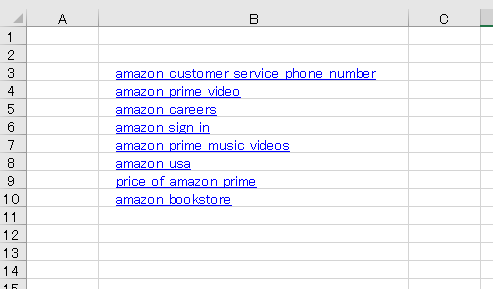 A B C
1
2
3 amazon customer service phone number
4 amazon prime video
5 amazon careers
6 amazon sign in
7 amazon prime music videos
8 amazon usa
9 price of amazon prime
10 amazon bookstore
11
12
13
14
15